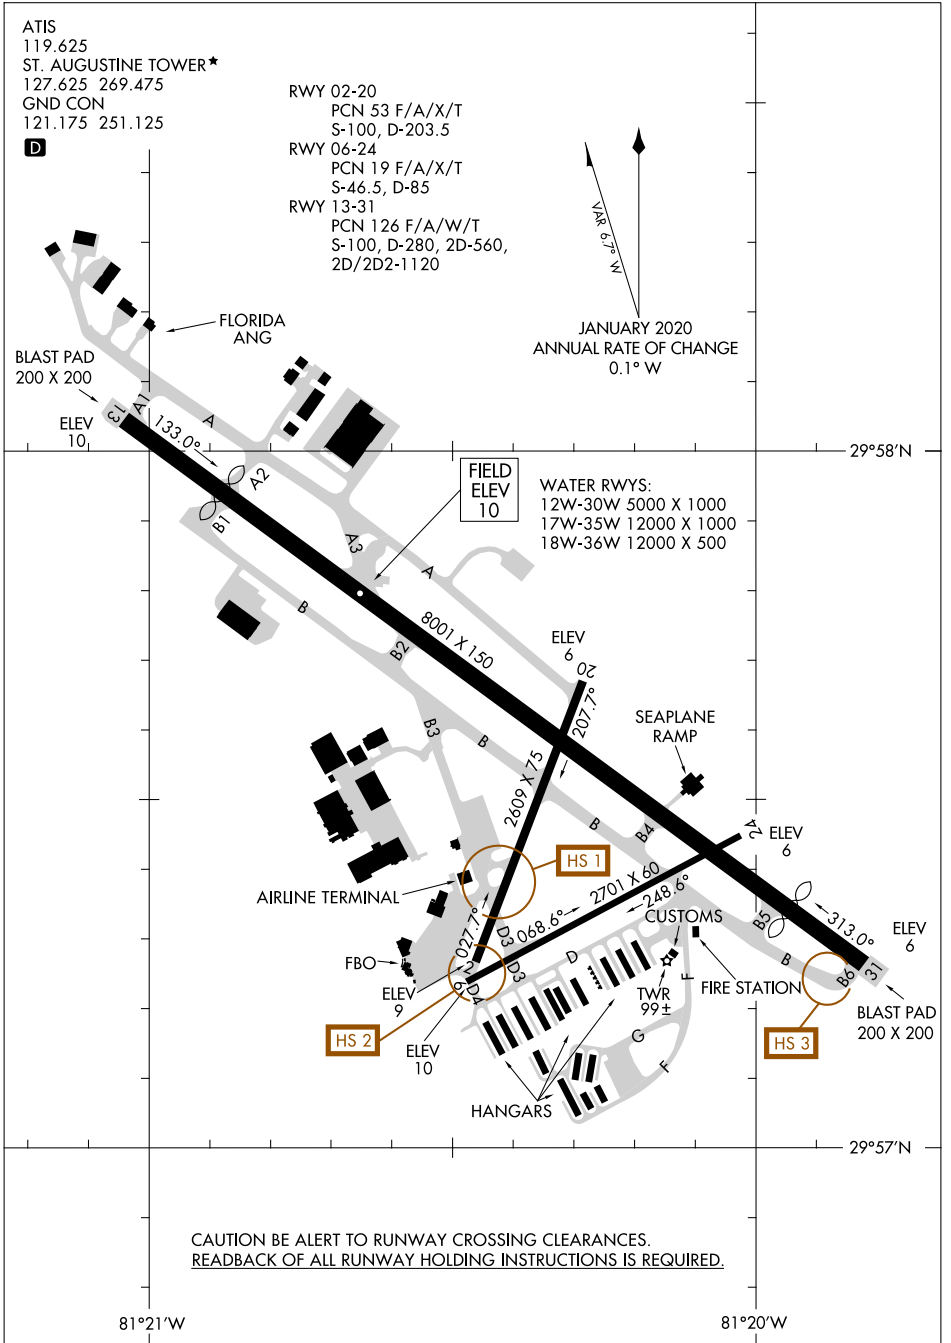 ATIS
119.625
ST. AUGUSTINE TOWER★
127.625 269.475
GND CON
121.175 251.125
D
RWY 02-20
PCN 53 F/A/X/T
S-100, D-203.5
RWY 06-24
PCN 19 F/A/X/T
S-46.5, D-85
RWY 13-31
PCN 126 F/A/W/T
S-100, D-280, 2D-560,
2D/2D2-1120
VAR 6.7° W
JANUARY 2020
ANNUAL RATE OF CHANGE
0.1° W
FLORIDA
ANG
BLAST PAD
200 X 200
ELEV
10
13
A1
A
133.0°
A2
B1
29°58'N
FIELD
ELEV
10
WATER RWYS:
12W-30W 5000 X 1000
17W-35W 12000 X 1000
18W-36W 12000 X 500
A3
A
B
8001 X 150
B2
ELEV
6
20
207.7°
B3
B
SEAPLANE
RAMP
2609 X 75
B
B4
24
ELEV
6
HS 1
AIRLINE TERMINAL
2701 X 60
248.6°
068.6°
CUSTOMS
B5
313.0°
ELEV
6
027.7°
D3
D3
D
B
B6
31
FBO
2
ELEV
9
6
D4
F
TWR
99±
FIRE STATION
BLAST PAD
200 X 200
HS 2
ELEV
10
HS 3
G
F
HANGARS
29°57'N
CAUTION BE ALERT TO RUNWAY CROSSING CLEARANCES.
READBACK OF ALL RUNWAY HOLDING INSTRUCTIONS IS REQUIRED.
81°21'W
81°20'W